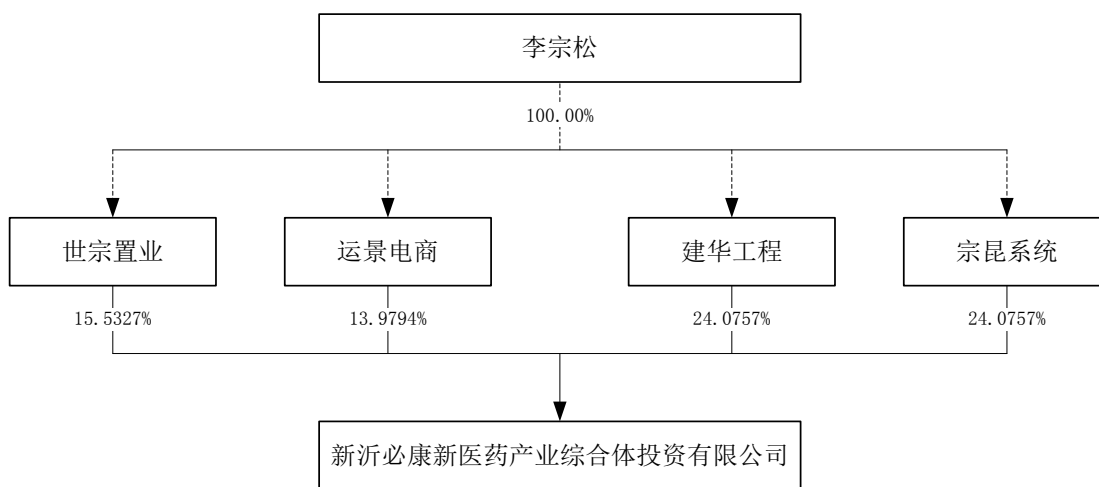 李宗松
100.00%
世宗置业
运景电商
建华工程
宗昆系统
15.5327%
13.9794%
24.0757%
24.0757%
新沂必康新医药产业综合体投资有限公司